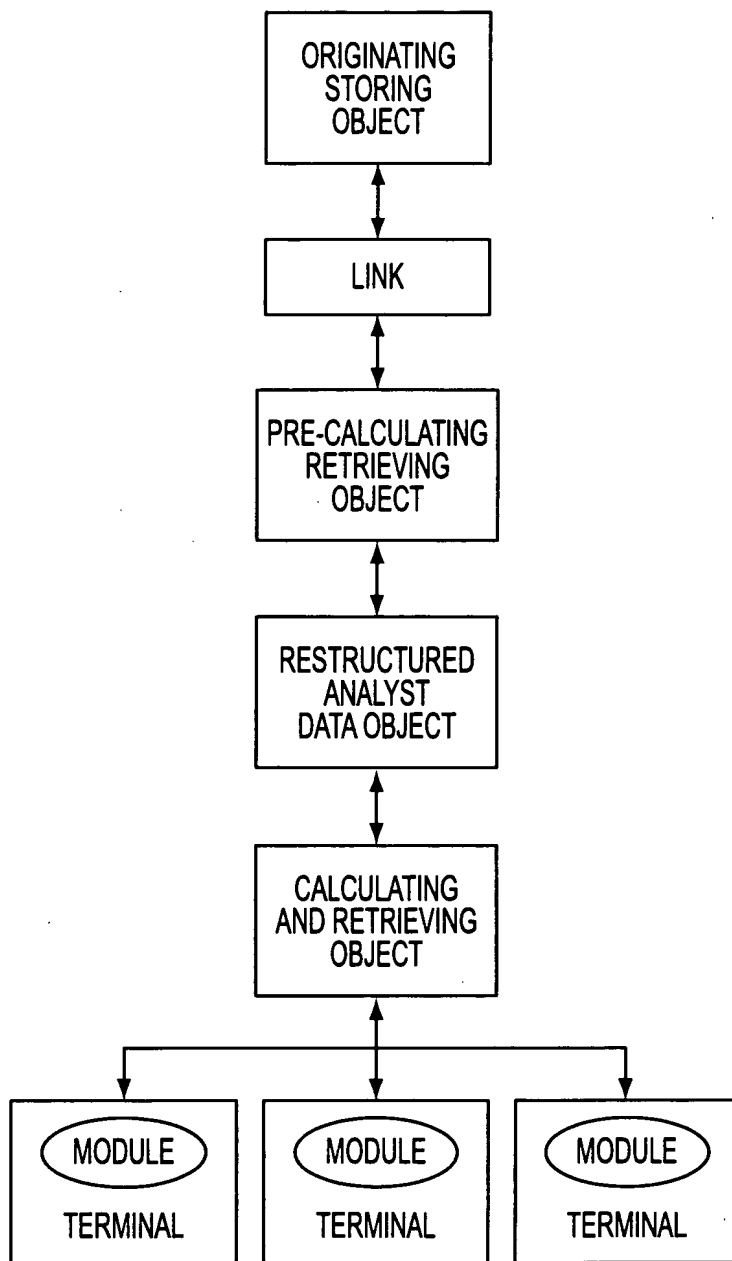 ORIGINATING
STORING
OBJECT
LINK
PRE-CALCULATING
RETRIEVING
OBJECT
RESTRUCTURED
ANALYST
DATA OBJECT
CALCULATING
AND RETRIEVING
OBJECT
MODULE
TERMINAL
MODULE
TERMINAL
MODULE
TERMINAL